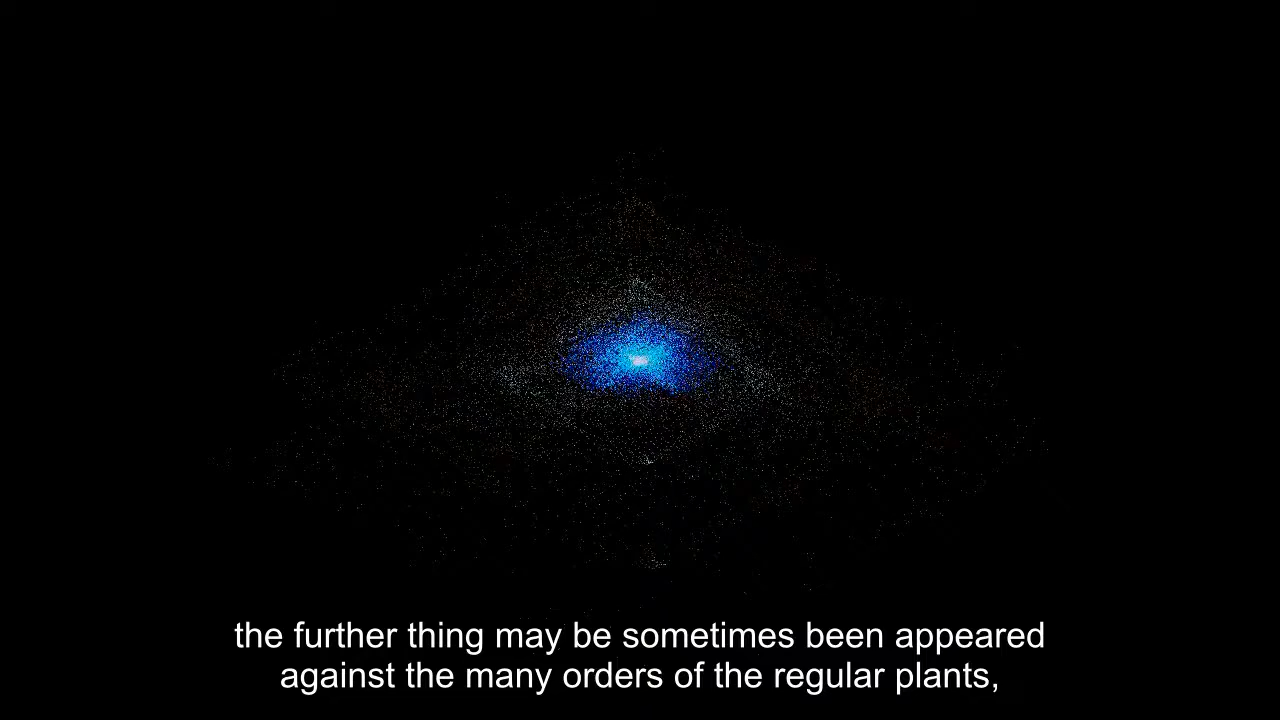 the further thing may be sometimes been appeared
against the many orders of the regular plants,